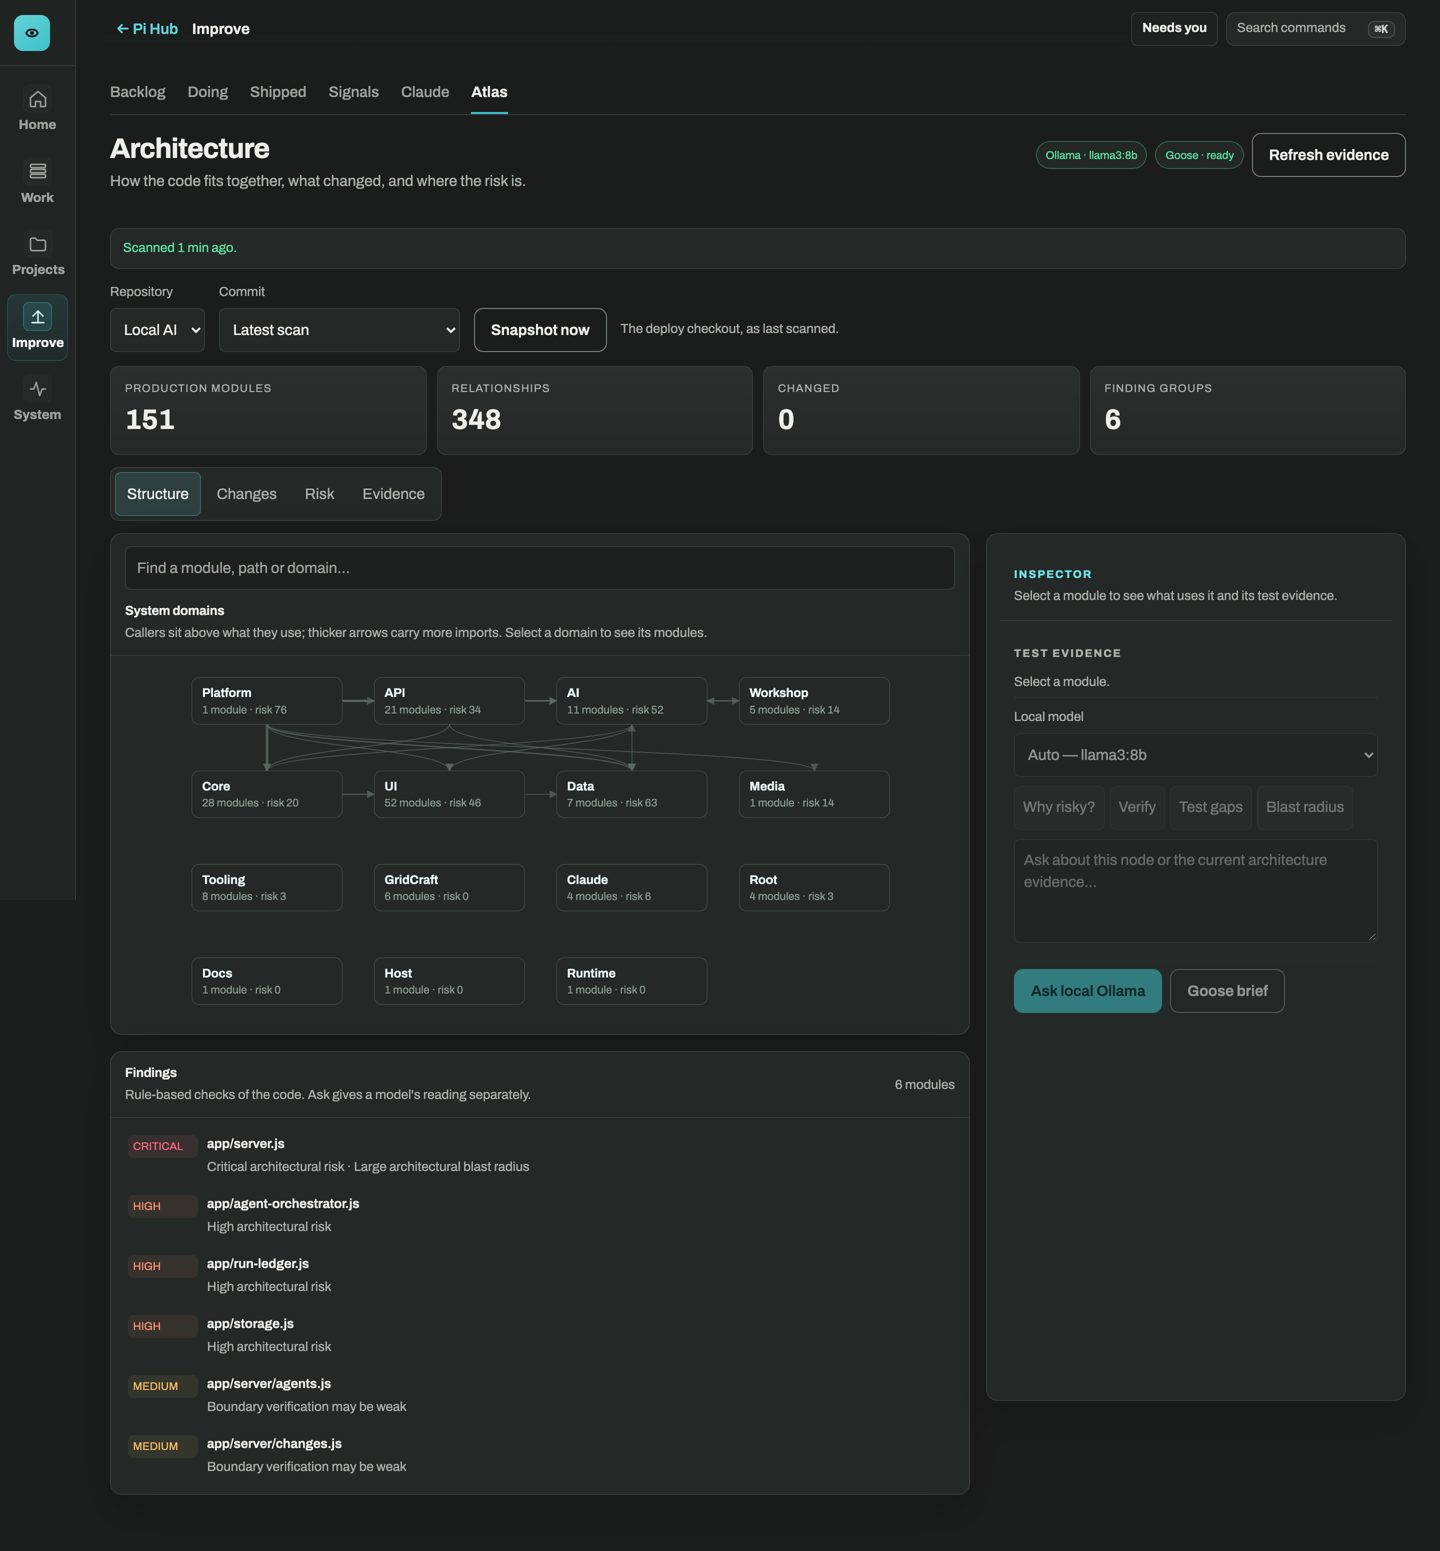 ← Pi Hub Improve
Needs you
Search commands ⌘K
Home
Work
Projects
Improve
System
Backlog Doing Shipped Signals Claude Atlas
Architecture
How the code fits together, what changed, and where the risk is.
Ollama · llama3:8b
Goose · ready
Refresh evidence
Scanned 1 min ago.
Repository
Commit
Local AI
Latest scan
Snapshot now
The deploy checkout, as last scanned.
PRODUCTION MODULES
151
RELATIONSHIPS
348
CHANGED
0
FINDING GROUPS
6
Structure Changes Risk Evidence
Find a module, path or domain...
System domains
Callers sit above what they use; thicker arrows carry more imports. Select a domain to see its modules.
Platform
1 module · risk 76
API
21 modules · risk 34
AI
11 modules · risk 52
Workshop
5 modules · risk 14
Core
28 modules · risk 20
UI
52 modules · risk 46
Data
7 modules · risk 63
Media
1 module · risk 14
Tooling
8 modules · risk 3
GridCraft
6 modules · risk 0
Claude
4 modules · risk 6
Root
4 modules · risk 3
Docs
1 module · risk 0
Host
1 module · risk 0
Runtime
1 module · risk 0
INSPECTOR
Select a module to see what uses it and its test evidence.
TEST EVIDENCE
Select a module.
Local model
Auto — llama3:8b
Why risky? Verify Test gaps Blast radius
Ask about this node or the current architecture
evidence...
Ask local Ollama
Goose brief
Findings
Rule-based checks of the code. Ask gives a model's reading separately.
6 modules
CRITICAL
app/server.js
Critical architectural risk · Large architectural blast radius
HIGH
app/agent-orchestrator.js
High architectural risk
HIGH
app/run-ledger.js
High architectural risk
HIGH
app/storage.js
High architectural risk
MEDIUM
app/server/agents.js
Boundary verification may be weak
MEDIUM
app/server/changes.js
Boundary verification may be weak